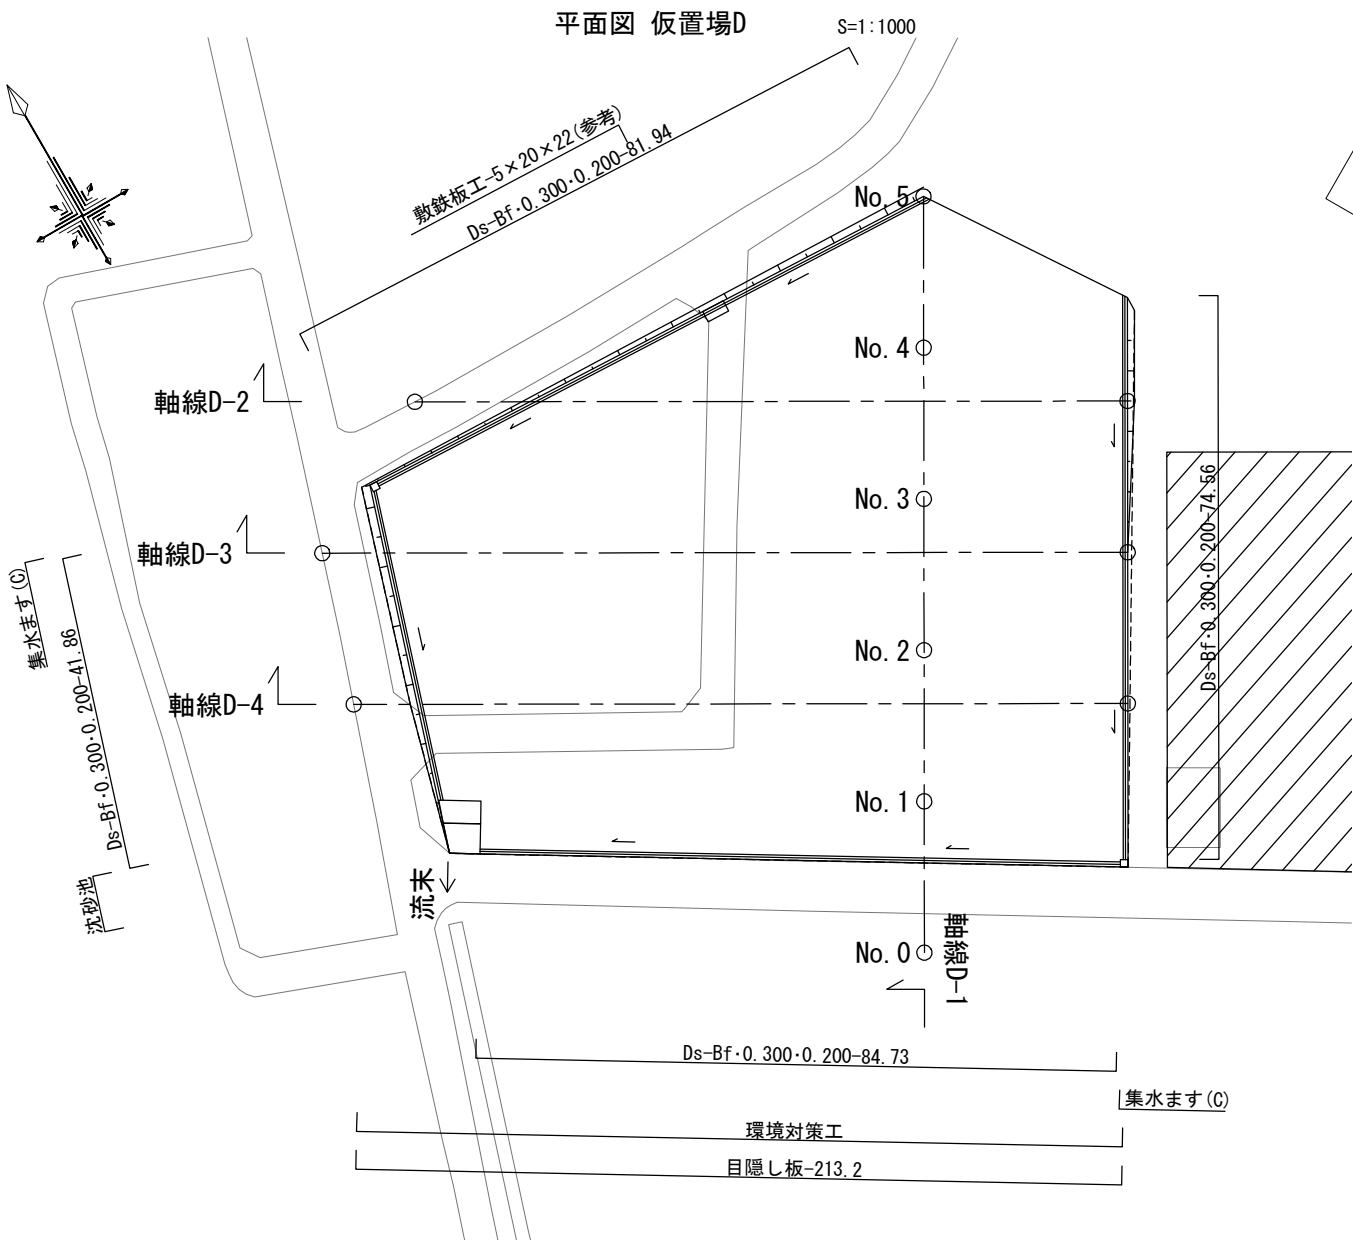 平面図 仮置場D
S=1:1000
敷鉄板工-5×20×22(参考)
Ds-Bf・0.300・0.200-81.94
No.5
No.4
軸線D-2
No.3
軸線D-3
Ds-Bf・0.300・0.200-74.56
集水ます(C)
Ds-Bf・0.300・0.200-41.86
No.2
軸線D-4
No.1
沈砂池
流末
No.0
軸線D-1
Ds-Bf・0.300・0.200-84.73
集水ます(C)
環境対策工
目隠し板-213.2